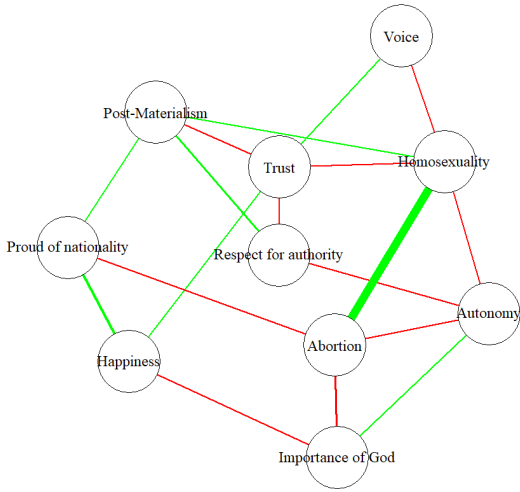 Voice
Post-Materialism
Trust
Homosexuality
Proud of nationality
Respect for authority
Autonomy
Abortion
Happiness
Importance of God